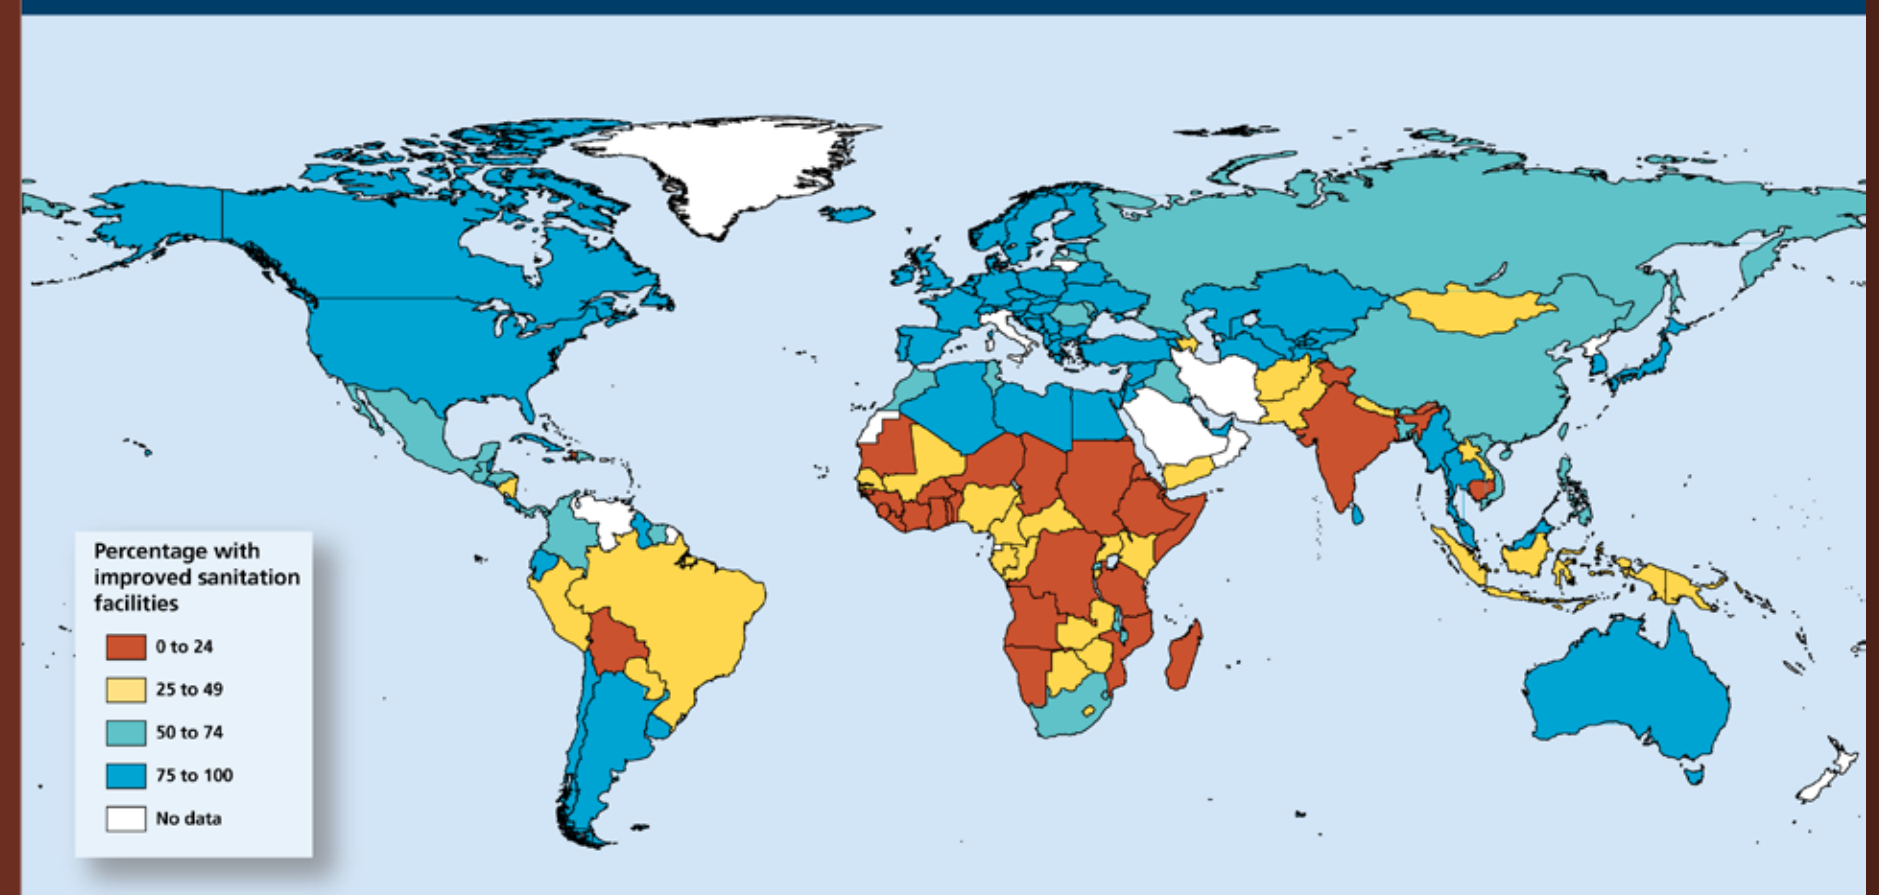 Percentage with
improved sanitation
facilities
0 to 24
25 to 49
50 to 74
75 to 100
No data